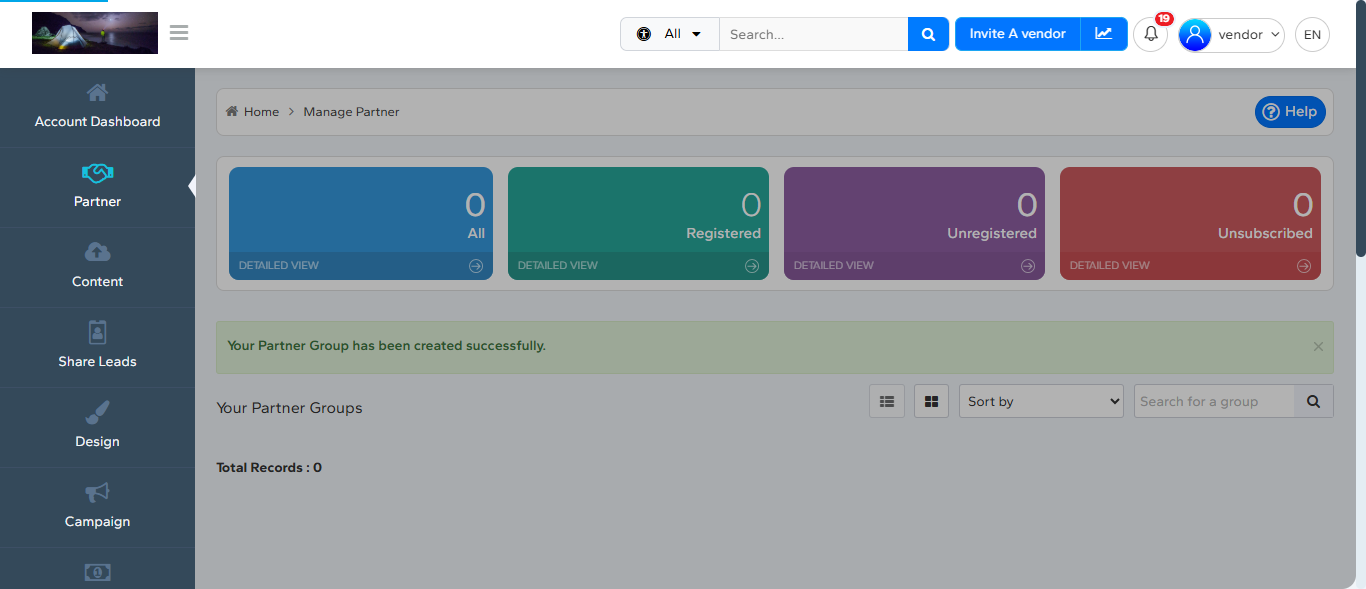 All
Search...
Invite A vendor
19
vendor
EN
Account Dashboard
Partner
Content
Share Leads
Design
Campaign
Home > Manage Partner
Help
0
All
DETAILED VIEW
0
Registered
DETAILED VIEW
0
Unregistered
DETAILED VIEW
0
Unsubscribed
DETAILED VIEW
Your Partner Group has been created successfully.
×
Your Partner Groups
Sort by
Search for a group
Total Records : 0